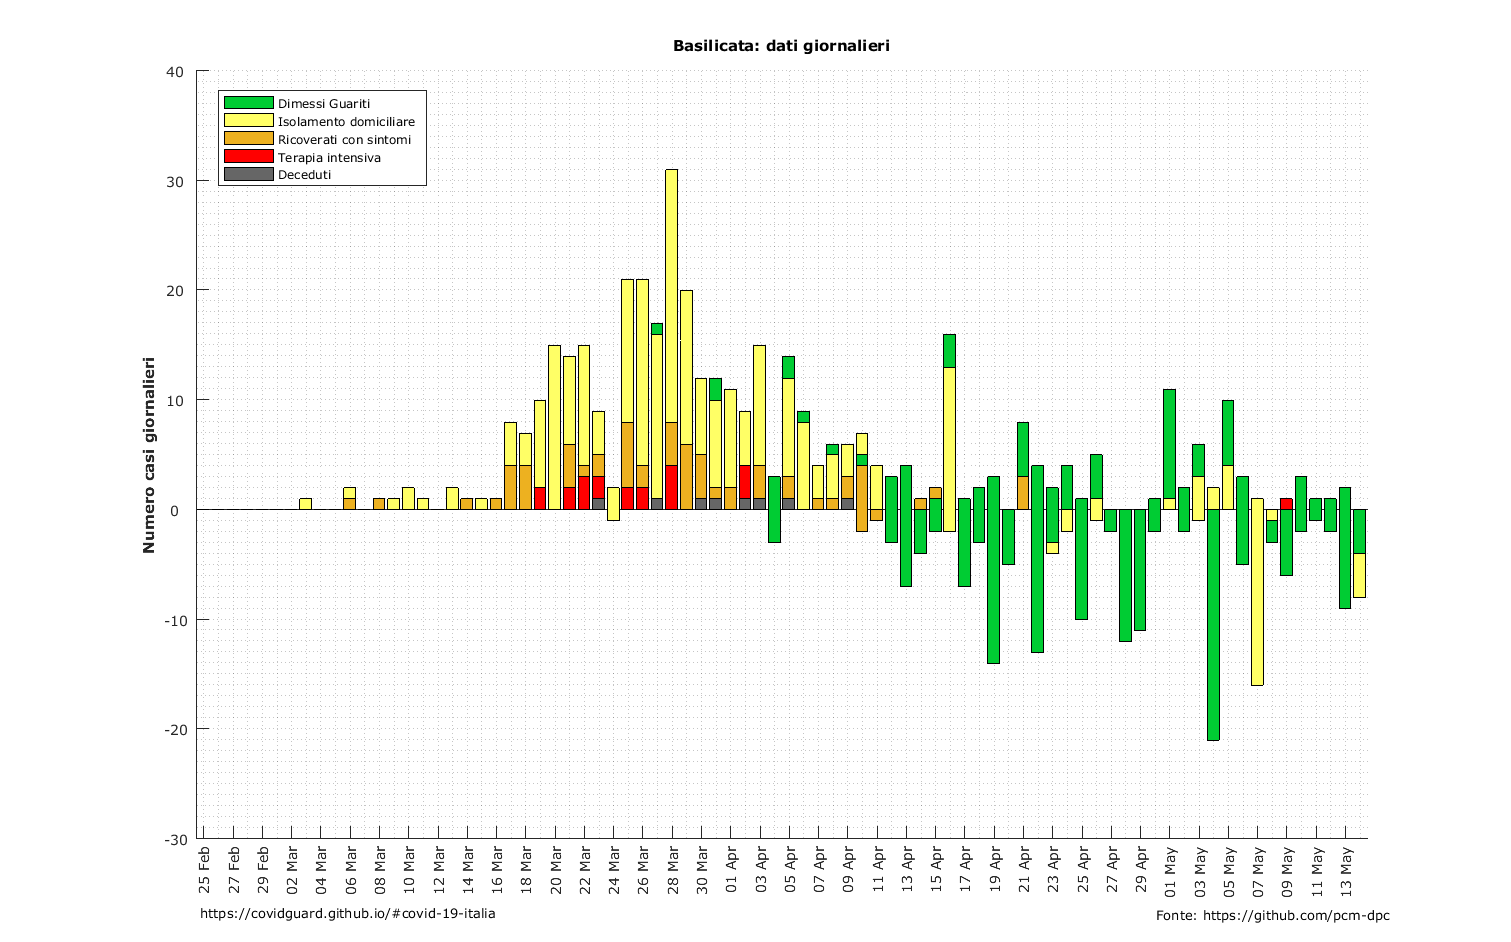 Basilicata: dati giornalieri
Numero casi giornalieri
40
30
20
10
0
-10
-20
-30
Dimessi Guariti
Isolamento domiciliare
Ricoverati con sintomi
Terapia intensiva
Deceduti
25 Feb
27 Feb
29 Feb
02 Mar
04 Mar
06 Mar
08 Mar
10 Mar
12 Mar
14 Mar
16 Mar
18 Mar
20 Mar
22 Mar
24 Mar
26 Mar
28 Mar
30 Mar
01 Apr
03 Apr
05 Apr
07 Apr
09 Apr
11 Apr
13 Apr
15 Apr
17 Apr
19 Apr
21 Apr
23 Apr
25 Apr
27 Apr
29 Apr
01 May
03 May
05 May
07 May
09 May
11 May
13 May
https://covidguard.github.io/#covid-19-italia
Fonte: https://github.com/pcm-dpc